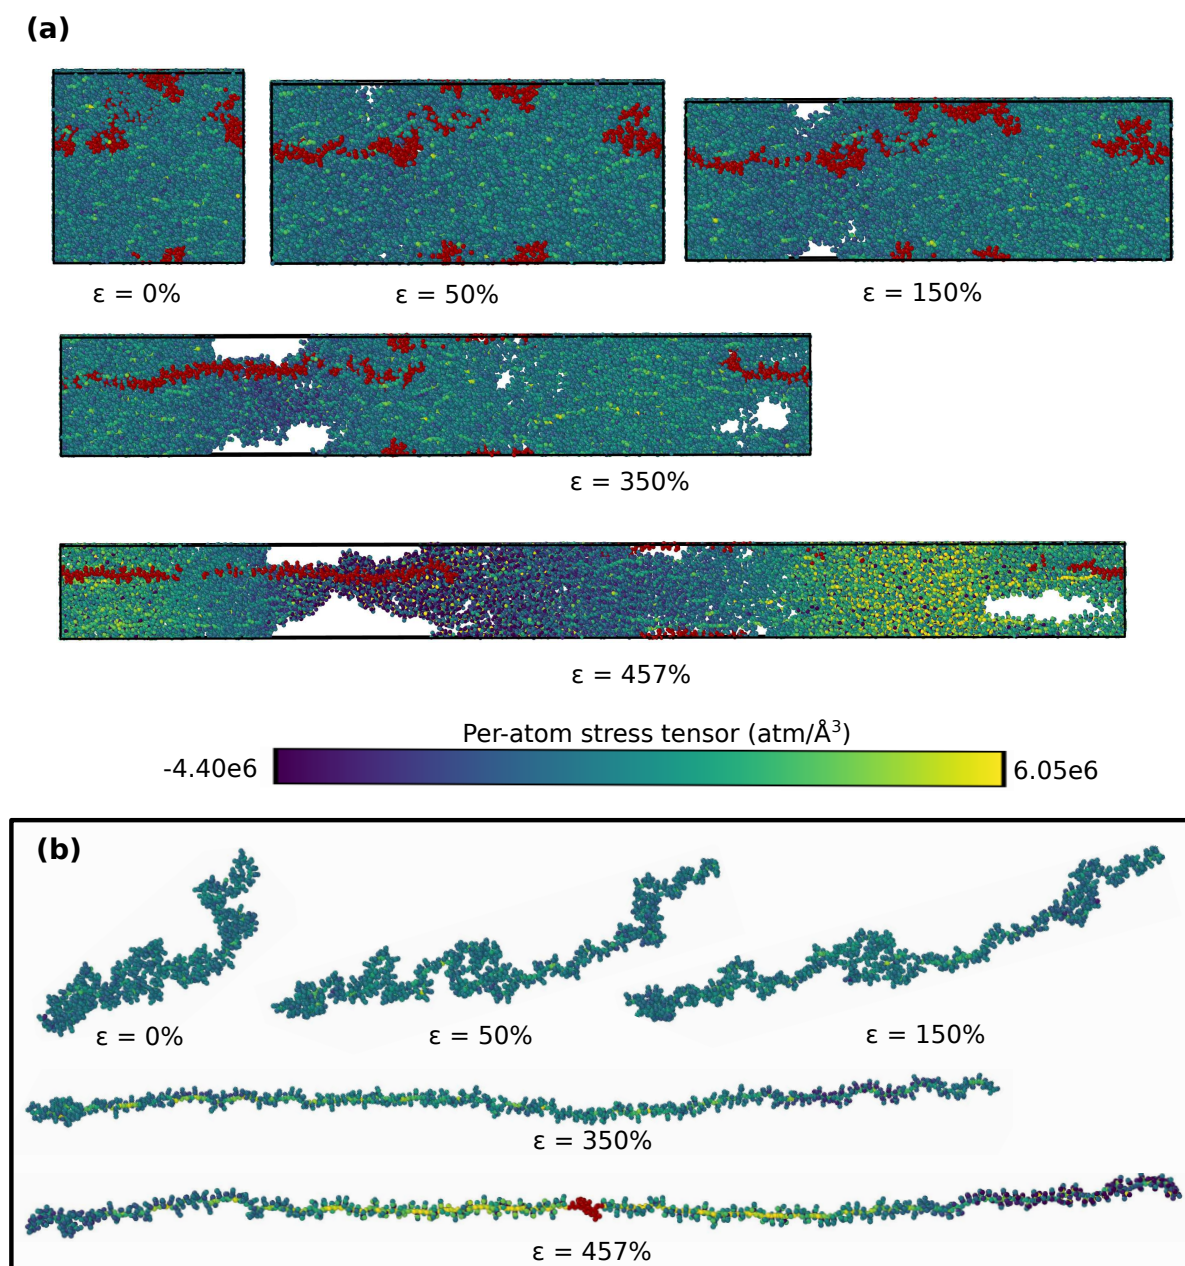 (a)
ε = 0%
ε = 50%
ε = 150%
ε = 350%
ε = 457%
Per-atom stress tensor (atm/Å³)
-4.40e6
6.05e6
(b)
ε = 0%
ε = 50%
ε = 150%
ε = 350%
ε = 457%